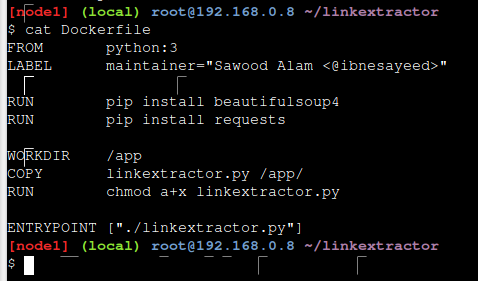 [node1] (local) root@192.168.0.8 ~/linkextractor
$ cat Dockerfile
FROM python:3
LABEL maintainer="Sawood Alam <@ibnesayeed>"
RUN pip install beautifulsoup4
RUN pip install requests
WORKDIR /app
COPY linkextractor.py /app/
RUN chmod a+x linkextractor.py
ENTRYPOINT ["./linkextractor.py"]
[node1] (local) root@192.168.0.8 ~/linkextractor
$